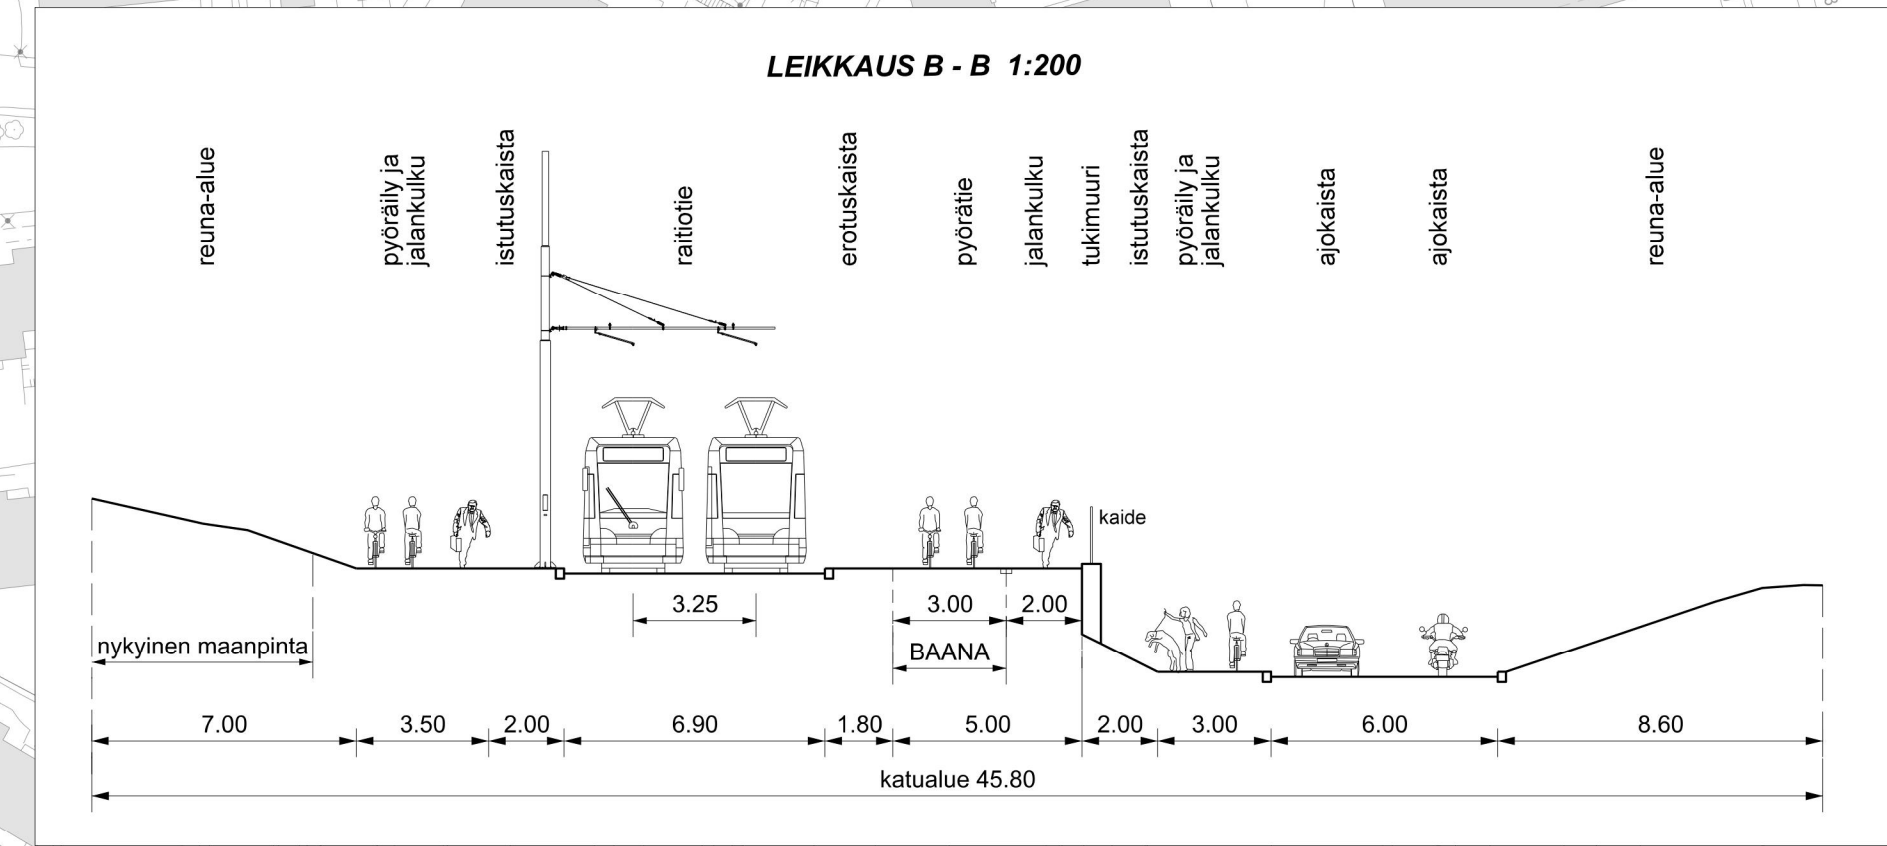 LEIKKAUS B - B 1:200
reuna-alue
pyöräily ja
jalankulku
istutuskaista
raitiotie
erotuskaista
pyörätie
jalankulku
tukimuuri
istutuskaista
pyöräily ja
jalankulku
ajokaista
ajokaista
reuna-alue
kaide
3.25
3.00
2.00
nykyinen maanpinta
BAANA
7.00
3.50
2.00
6.90
1.80
5.00
2.00
3.00
6.00
8.60
katualue 45.80